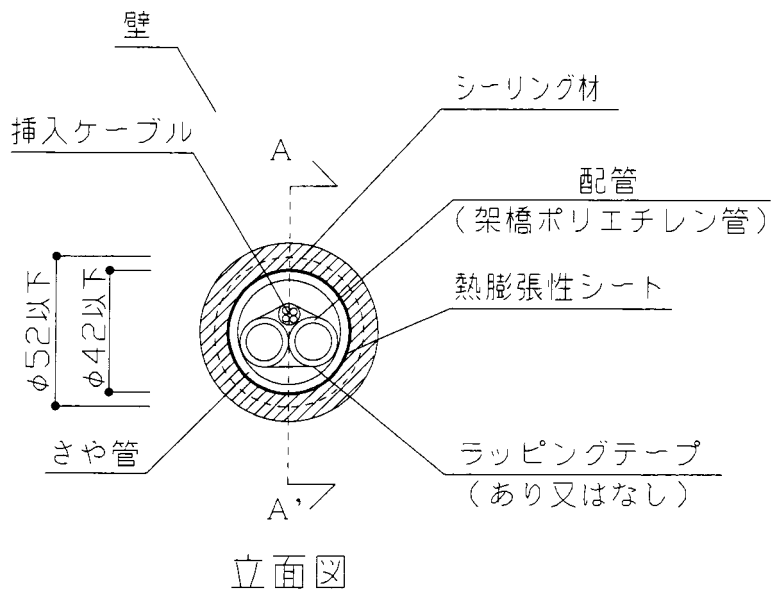 壁
シーリング材
挿入ケーブル
A
配管
(架橋ポリエチレン管)
熱膨張性シート
φ52以下
φ42以下
さや管
ラッピングテープ
(あり又はなし)
A'
立面図